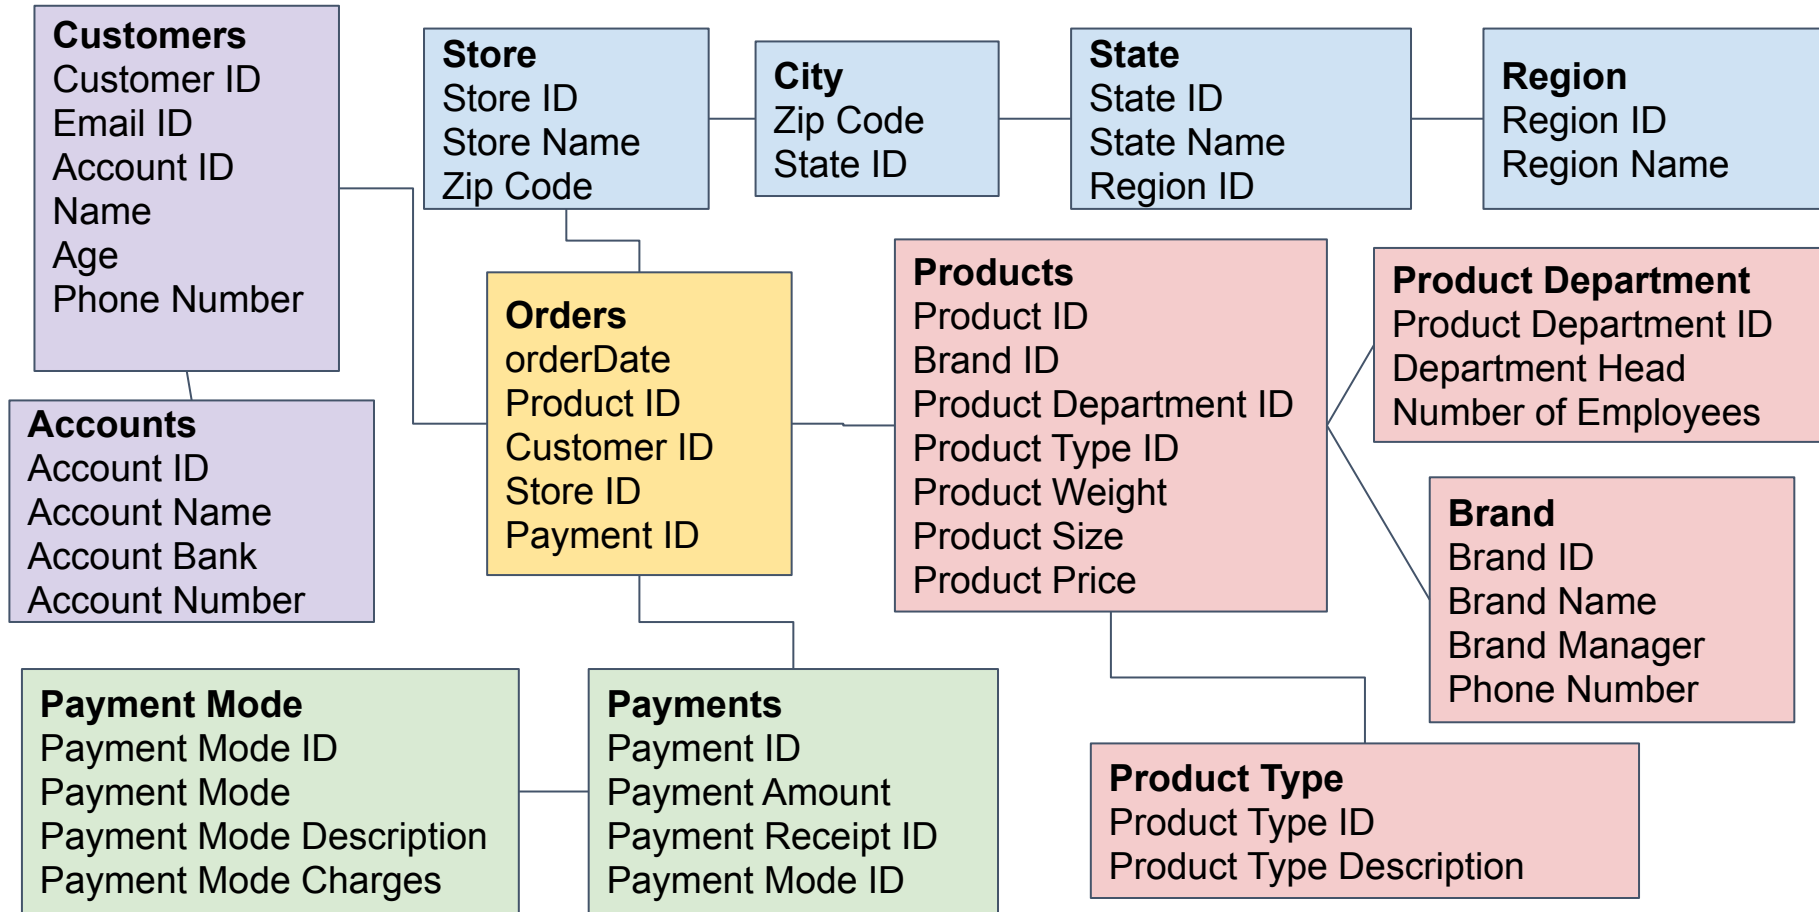 Customers
Customer ID
Email ID
Account ID
Name
Age
Phone Number
Store
Store ID
Store Name
Zip Code
City
Zip Code
State ID
State
State ID
State Name
Region ID
Region
Region ID
Region Name
Accounts
Account ID
Account Name
Account Bank
Account Number
Orders
orderDate
Product ID
Customer ID
Store ID
Payment ID
Products
Product ID
Brand ID
Product Department ID
Product Type ID
Product Weight
Product Size
Product Price
Product Department
Product Department ID
Department Head
Number of Employees
Brand
Brand ID
Brand Name
Brand Manager
Phone Number
Payment Mode
Payment Mode ID
Payment Mode
Payment Mode Description
Payment Mode Charges
Payments
Payment ID
Payment Amount
Payment Receipt ID
Payment Mode ID
Product Type
Product Type ID
Product Type Description